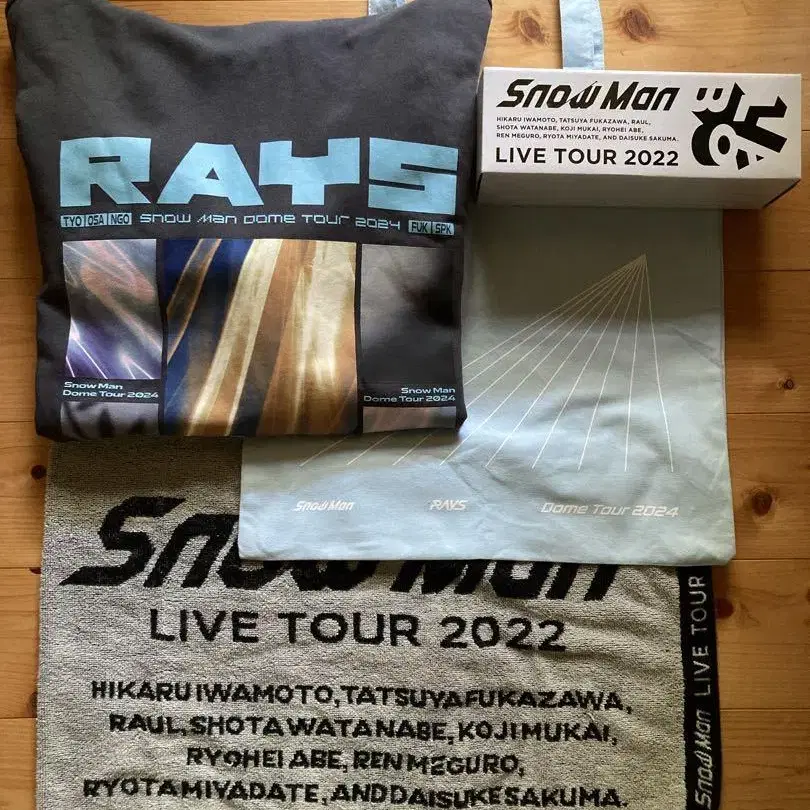 RAYS
TYO|OSA|NGO Snow Man Dome Tour 2024 FUK|SPK
Snow Man
Dome Tour 2024
Snow Man
Dome Tour 2024
Snow Man
HIKARU IWAMOTO, TATSUYA FUKAZAWA, RAUL,
SHOTA WATANABE, KOJI MUKAI, RYOHEI ABE,
REN MEGURO, RYOTA MIYADATE, AND DAISUKE SAKUMA.
LIVE TOUR 2022
Snow Man RAYS Dome Tour 2024
Snow Man
LIVE TOUR 2022
HIKARU IWAMOTO, TATSUYA FUKAZAWA,
RAUL, SHOTA WATANABE, KOJI MUKAI,
RYOHEI ABE, REN MEGURO,
RYOTA MIYADATE, AND DAISUKE SAKUMA.
Snow Man LIVE TOUR